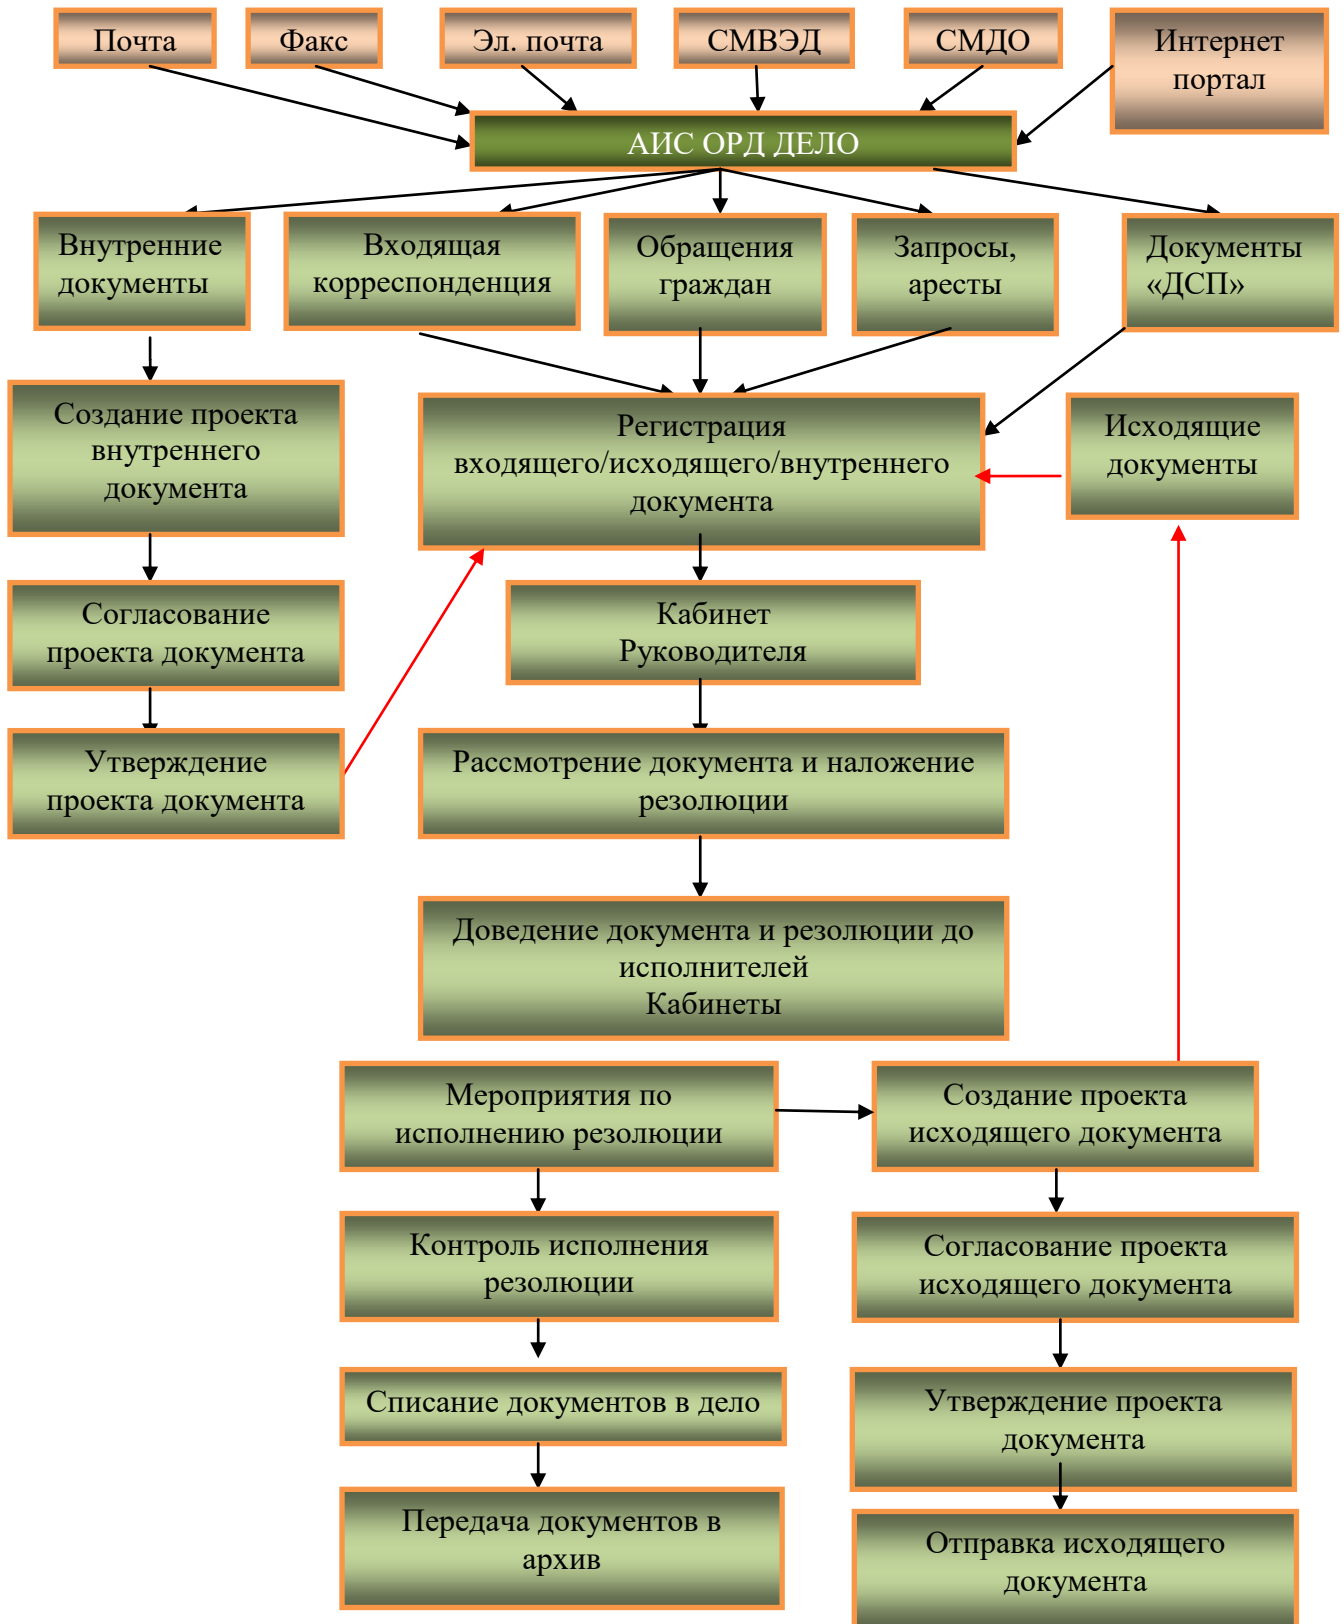 Почта
Факс
Эл. почта
СМВЭД
СМДО
Интернет
портал
АИС ОРД ДЕЛО
Внутренние
документы
Входящая
корреспонденция
Обращения
граждан
Запросы,
аресты
Документы
«ДСП»
Создание проекта
внутреннего
документа
Регистрация
входящего/исходящего/внутреннего
документа
Исходящие
документы
Согласование
проекта документа
Кабинет
Руководителя
Утверждение
проекта документа
Рассмотрение документа и наложение
резолюции
Доведение документа и резолюции до
исполнителей
Кабинеты
Мероприятия по
исполнению резолюции
Создание проекта
исходящего документа
Контроль исполнения
резолюции
Согласование проекта
исходящего документа
Списание документов в дело
Утверждение проекта
документа
Передача документов в
архив
Отправка исходящего
документа